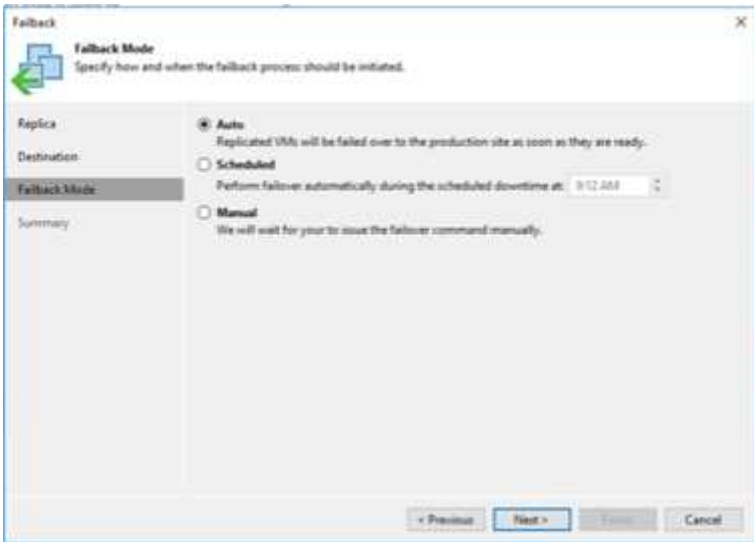 Failback
Failback Mode
Specify how and when the failback process should be initiated.
Replica
Destination
Failback Mode
Summary
Auto
Replicated VMs will be failed over to the production site as soon as they are ready.
Scheduled
Perform failover automatically during the scheduled downtime at: 9:12 AM
Manual
We will wait for your to issue the failover command manually.
< Previous
Next >
Finish
Cancel